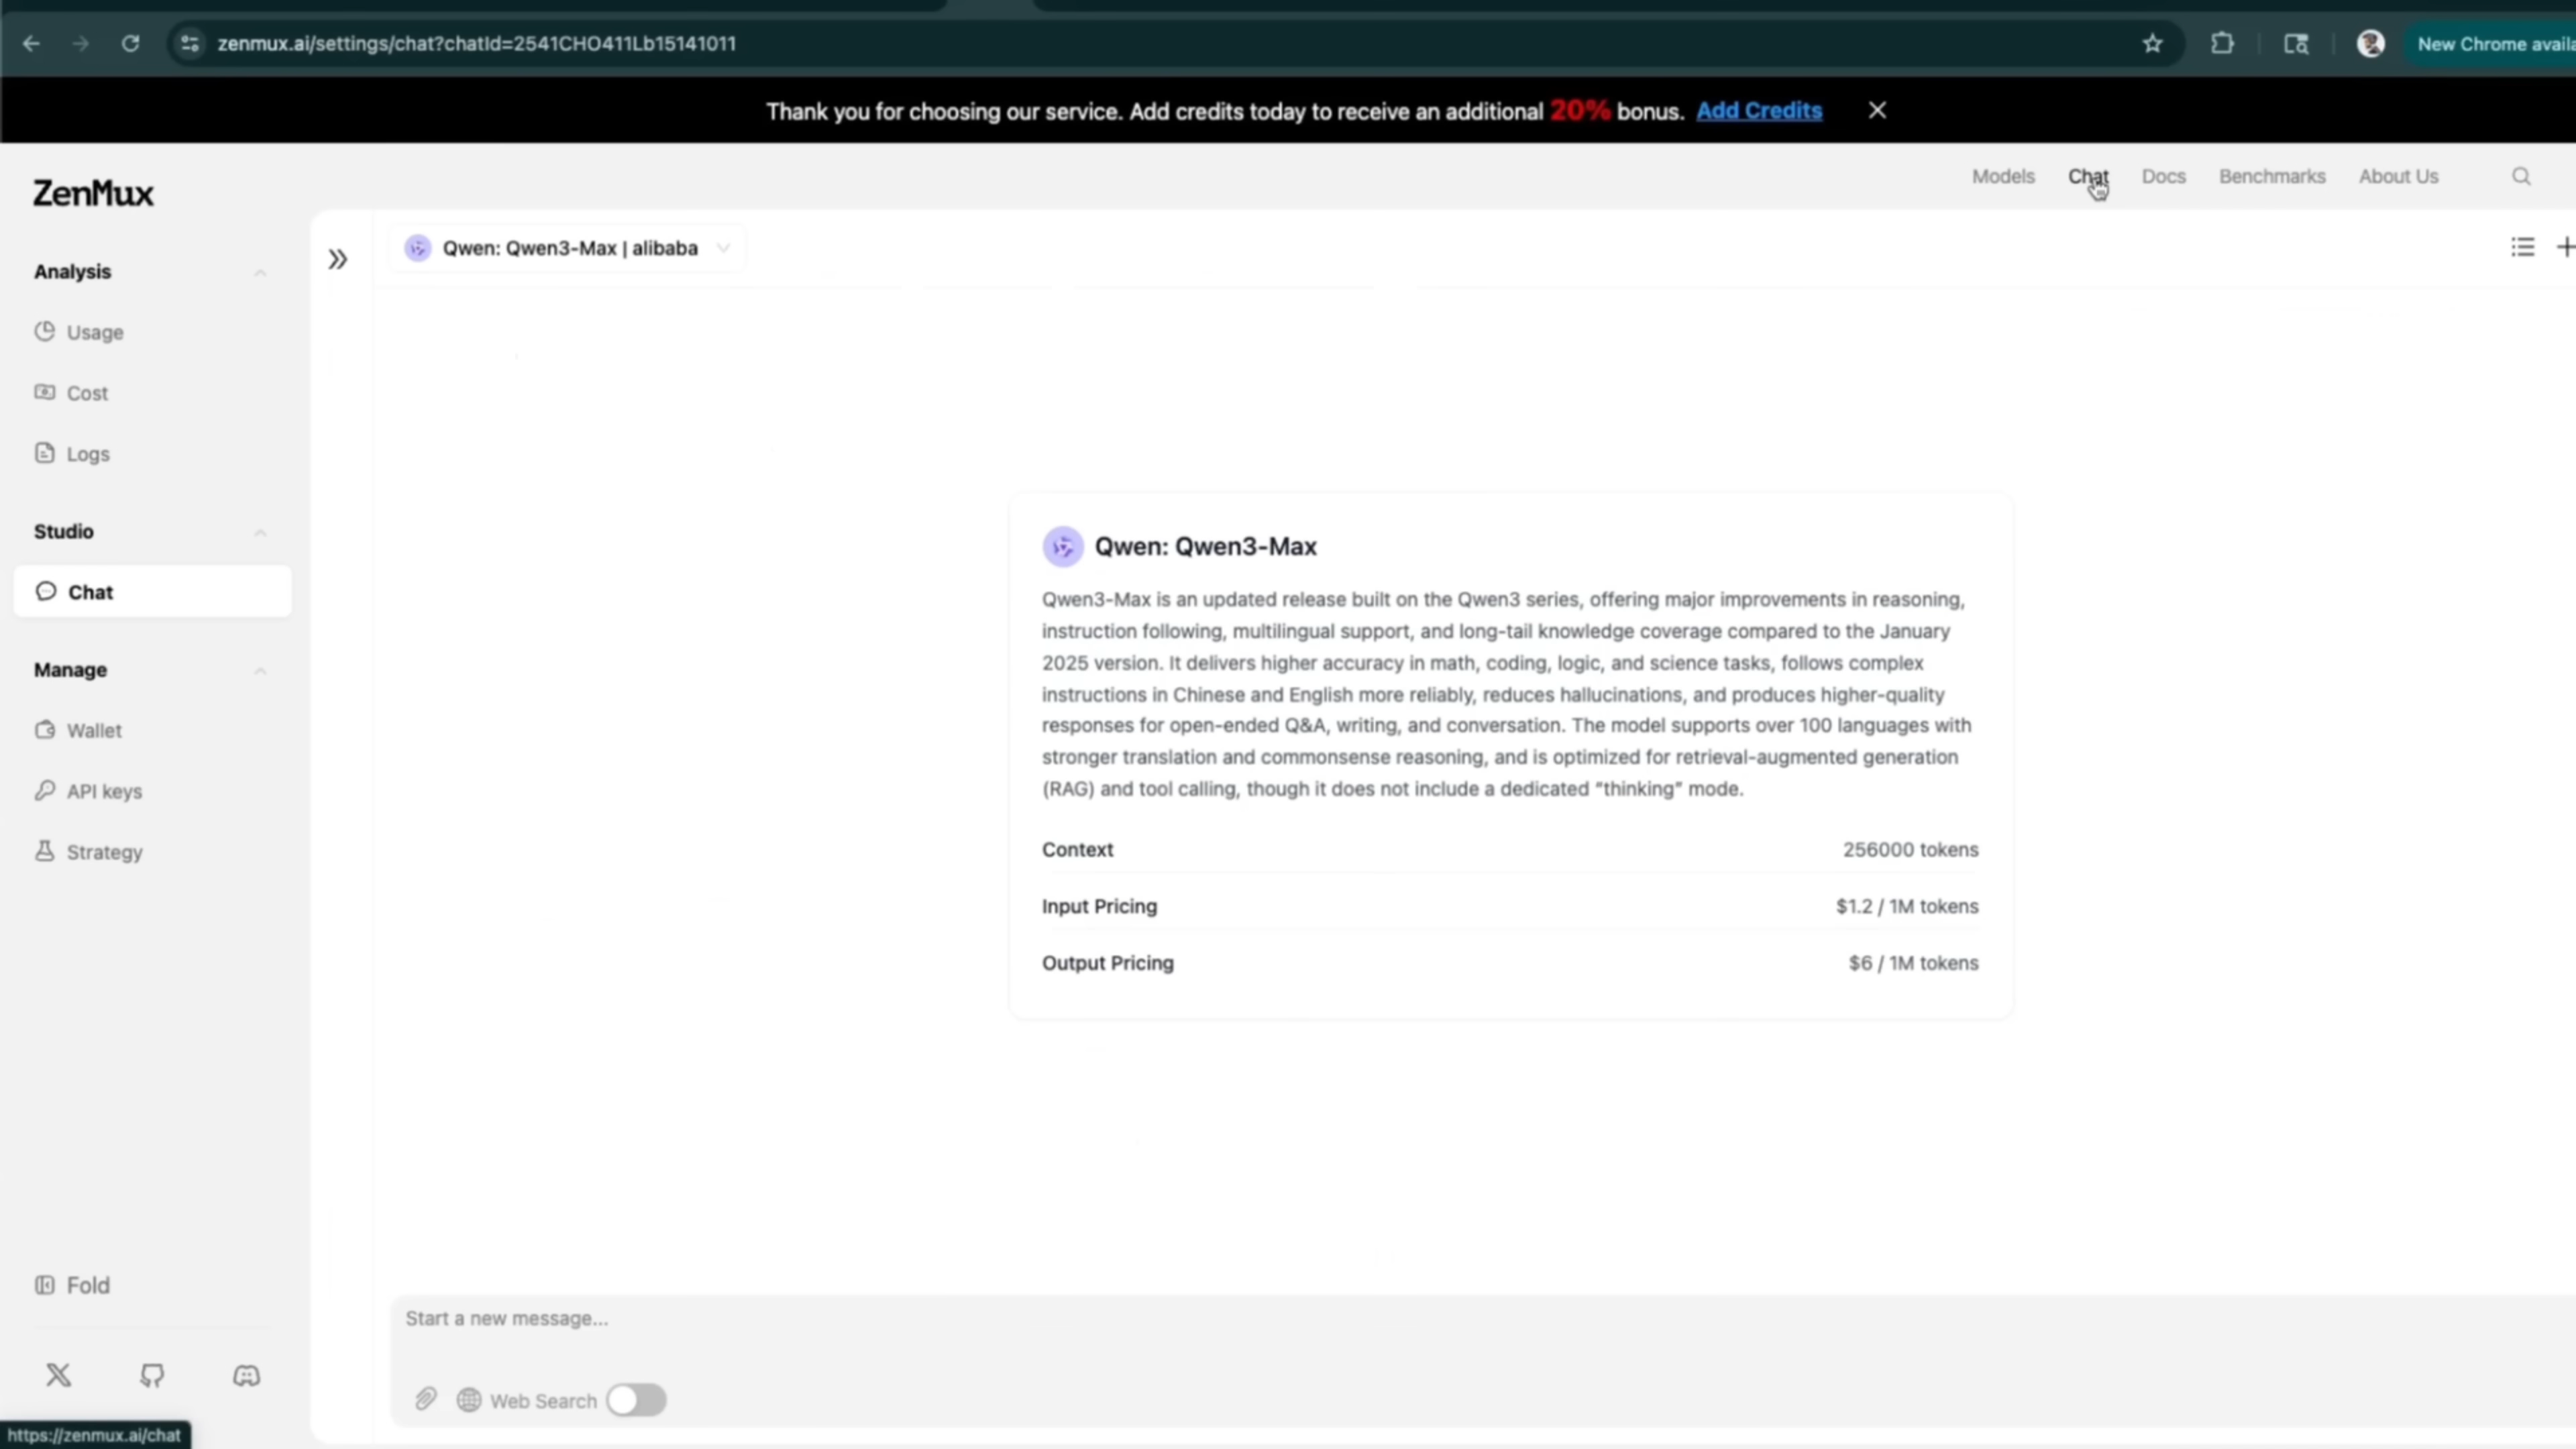 zenmux.ai/settings/chat?chatId=2541CHO411Lb15141011
New Chrome availa
Thank you for choosing our service. Add credits today to receive an additional 20% bonus. Add Credits
ZenMux
Models Chat Docs Benchmarks About Us
Qwen: Qwen3-Max | alibaba
Analysis
Usage
Cost
Logs
Studio
Chat
Manage
Wallet
API keys
Strategy
Qwen: Qwen3-Max
Qwen3-Max is an updated release built on the Qwen3 series, offering major improvements in reasoning,
instruction following, multilingual support, and long-tail knowledge coverage compared to the January
2025 version. It delivers higher accuracy in math, coding, logic, and science tasks, follows complex
instructions in Chinese and English more reliably, reduces hallucinations, and produces higher-quality
responses for open-ended Q&A, writing, and conversation. The model supports over 100 languages with
stronger translation and commonsense reasoning, and is optimized for retrieval-augmented generation
(RAG) and tool calling, though it does not include a dedicated “thinking” mode.
Context 256000 tokens
Input Pricing $1.2 / 1M tokens
Output Pricing $6 / 1M tokens
Fold
Start a new message...
Web Search
https://zenmux.ai/chat